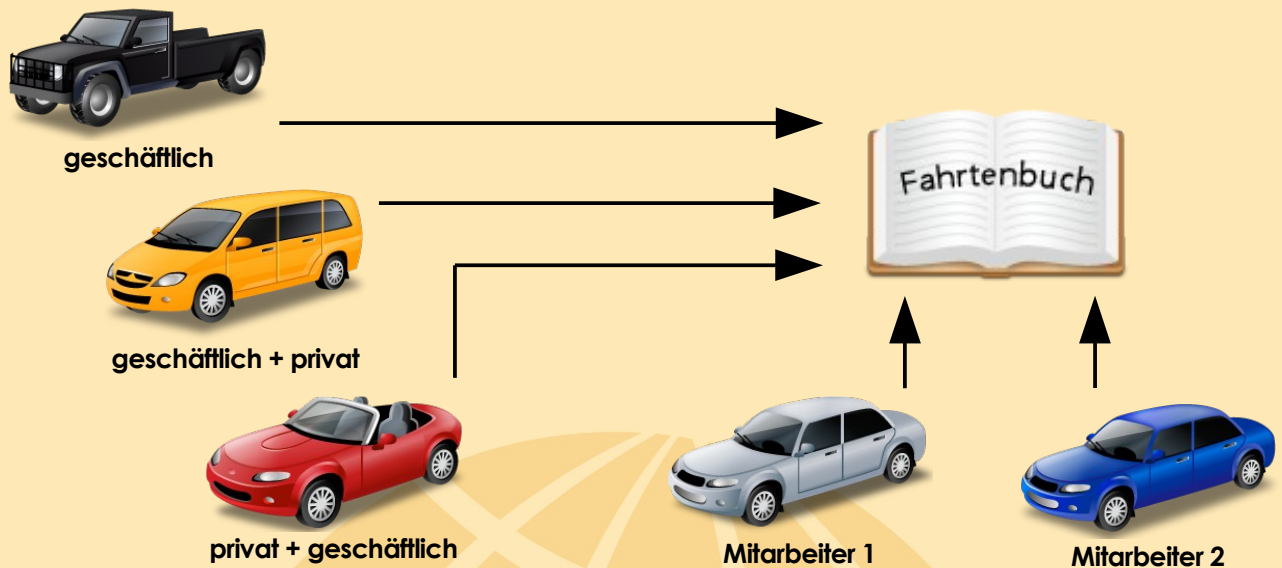 geschäftlich
Fahrtenbuch
geschäftlich + privat
privat + geschäftlich
Mitarbeiter 1
Mitarbeiter 2